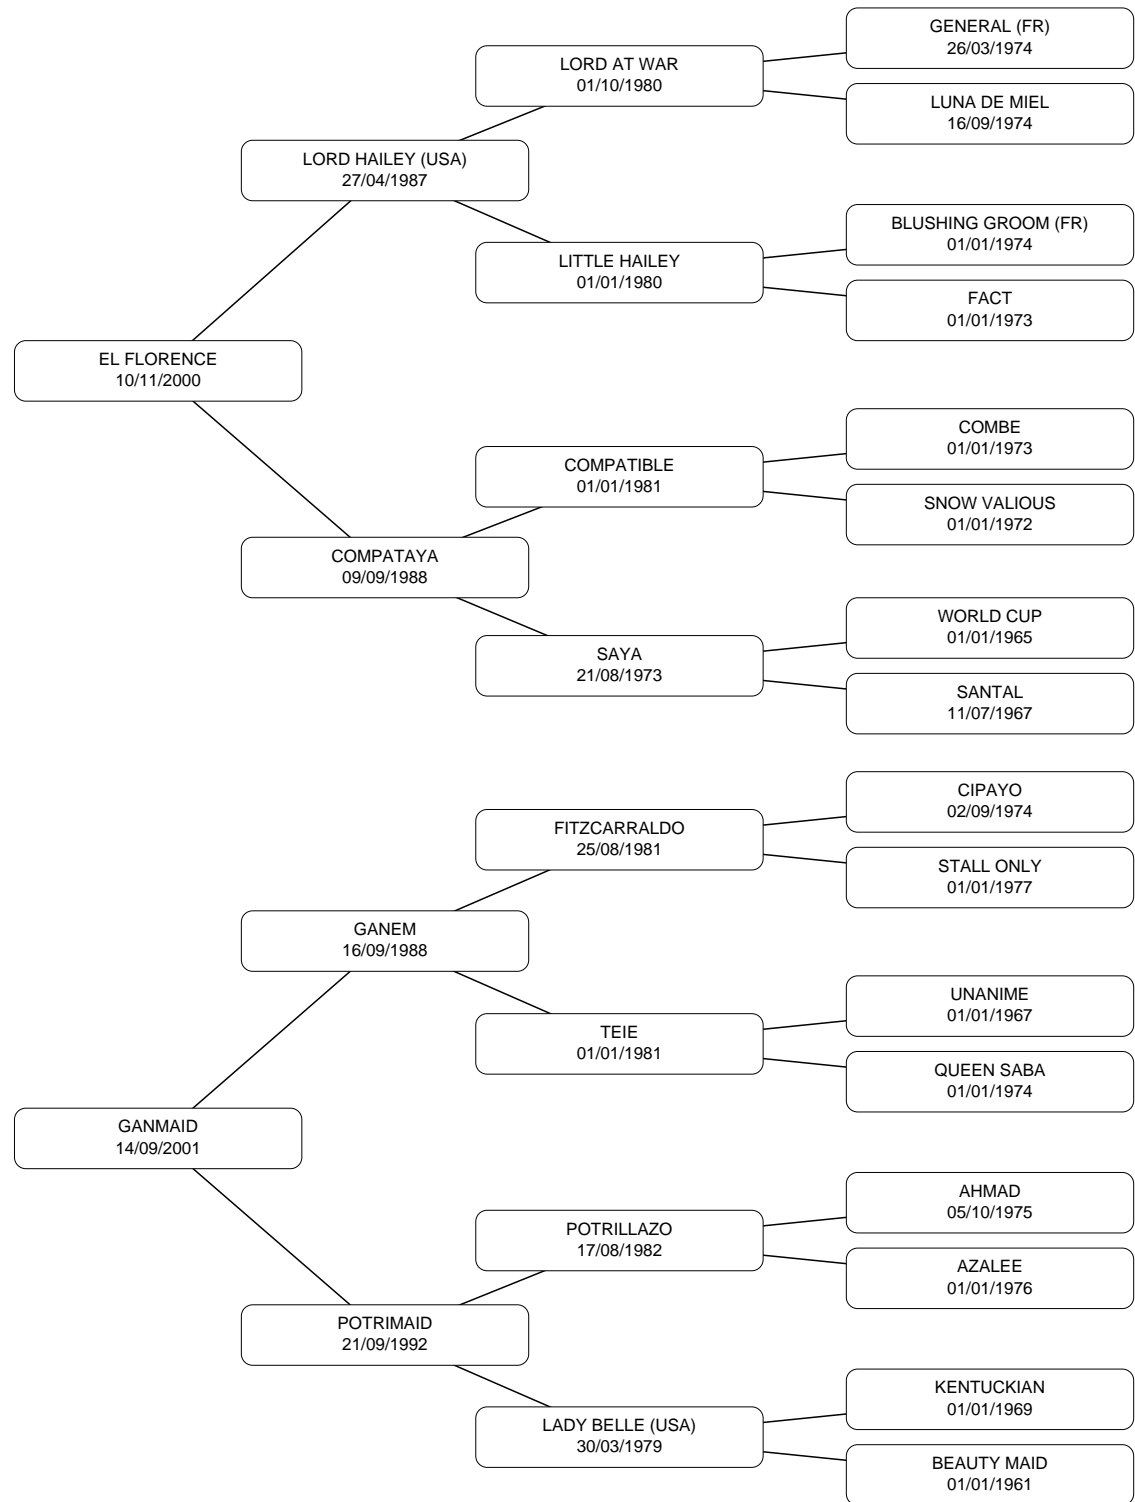 GENERAL (FR)
26/03/1974
LORD AT WAR
01/10/1980
LUNA DE MIEL
16/09/1974
LORD HAILEY (USA)
27/04/1987
BLUSHING GROOM (FR)
01/01/1974
LITTLE HAILEY
01/01/1980
FACT
01/01/1973
EL FLORENCE
10/11/2000
COMBE
01/01/1973
COMPATIBLE
01/01/1981
SNOW VALIOUS
01/01/1972
COMPATAYA
09/09/1988
WORLD CUP
01/01/1965
SAYA
21/08/1973
SANTAL
11/07/1967
CIPAYO
02/09/1974
FITZCARRALDO
25/08/1981
STALL ONLY
01/01/1977
GANEM
16/09/1988
UNANIME
01/01/1967
TEIE
01/01/1981
QUEEN SABA
01/01/1974
GANMAID
14/09/2001
AHMAD
05/10/1975
POTRILLAZO
17/08/1982
AZALEE
01/01/1976
POTRIMAID
21/09/1992
KENTUCKIAN
01/01/1969
LADY BELLE (USA)
30/03/1979
BEAUTY MAID
01/01/1961